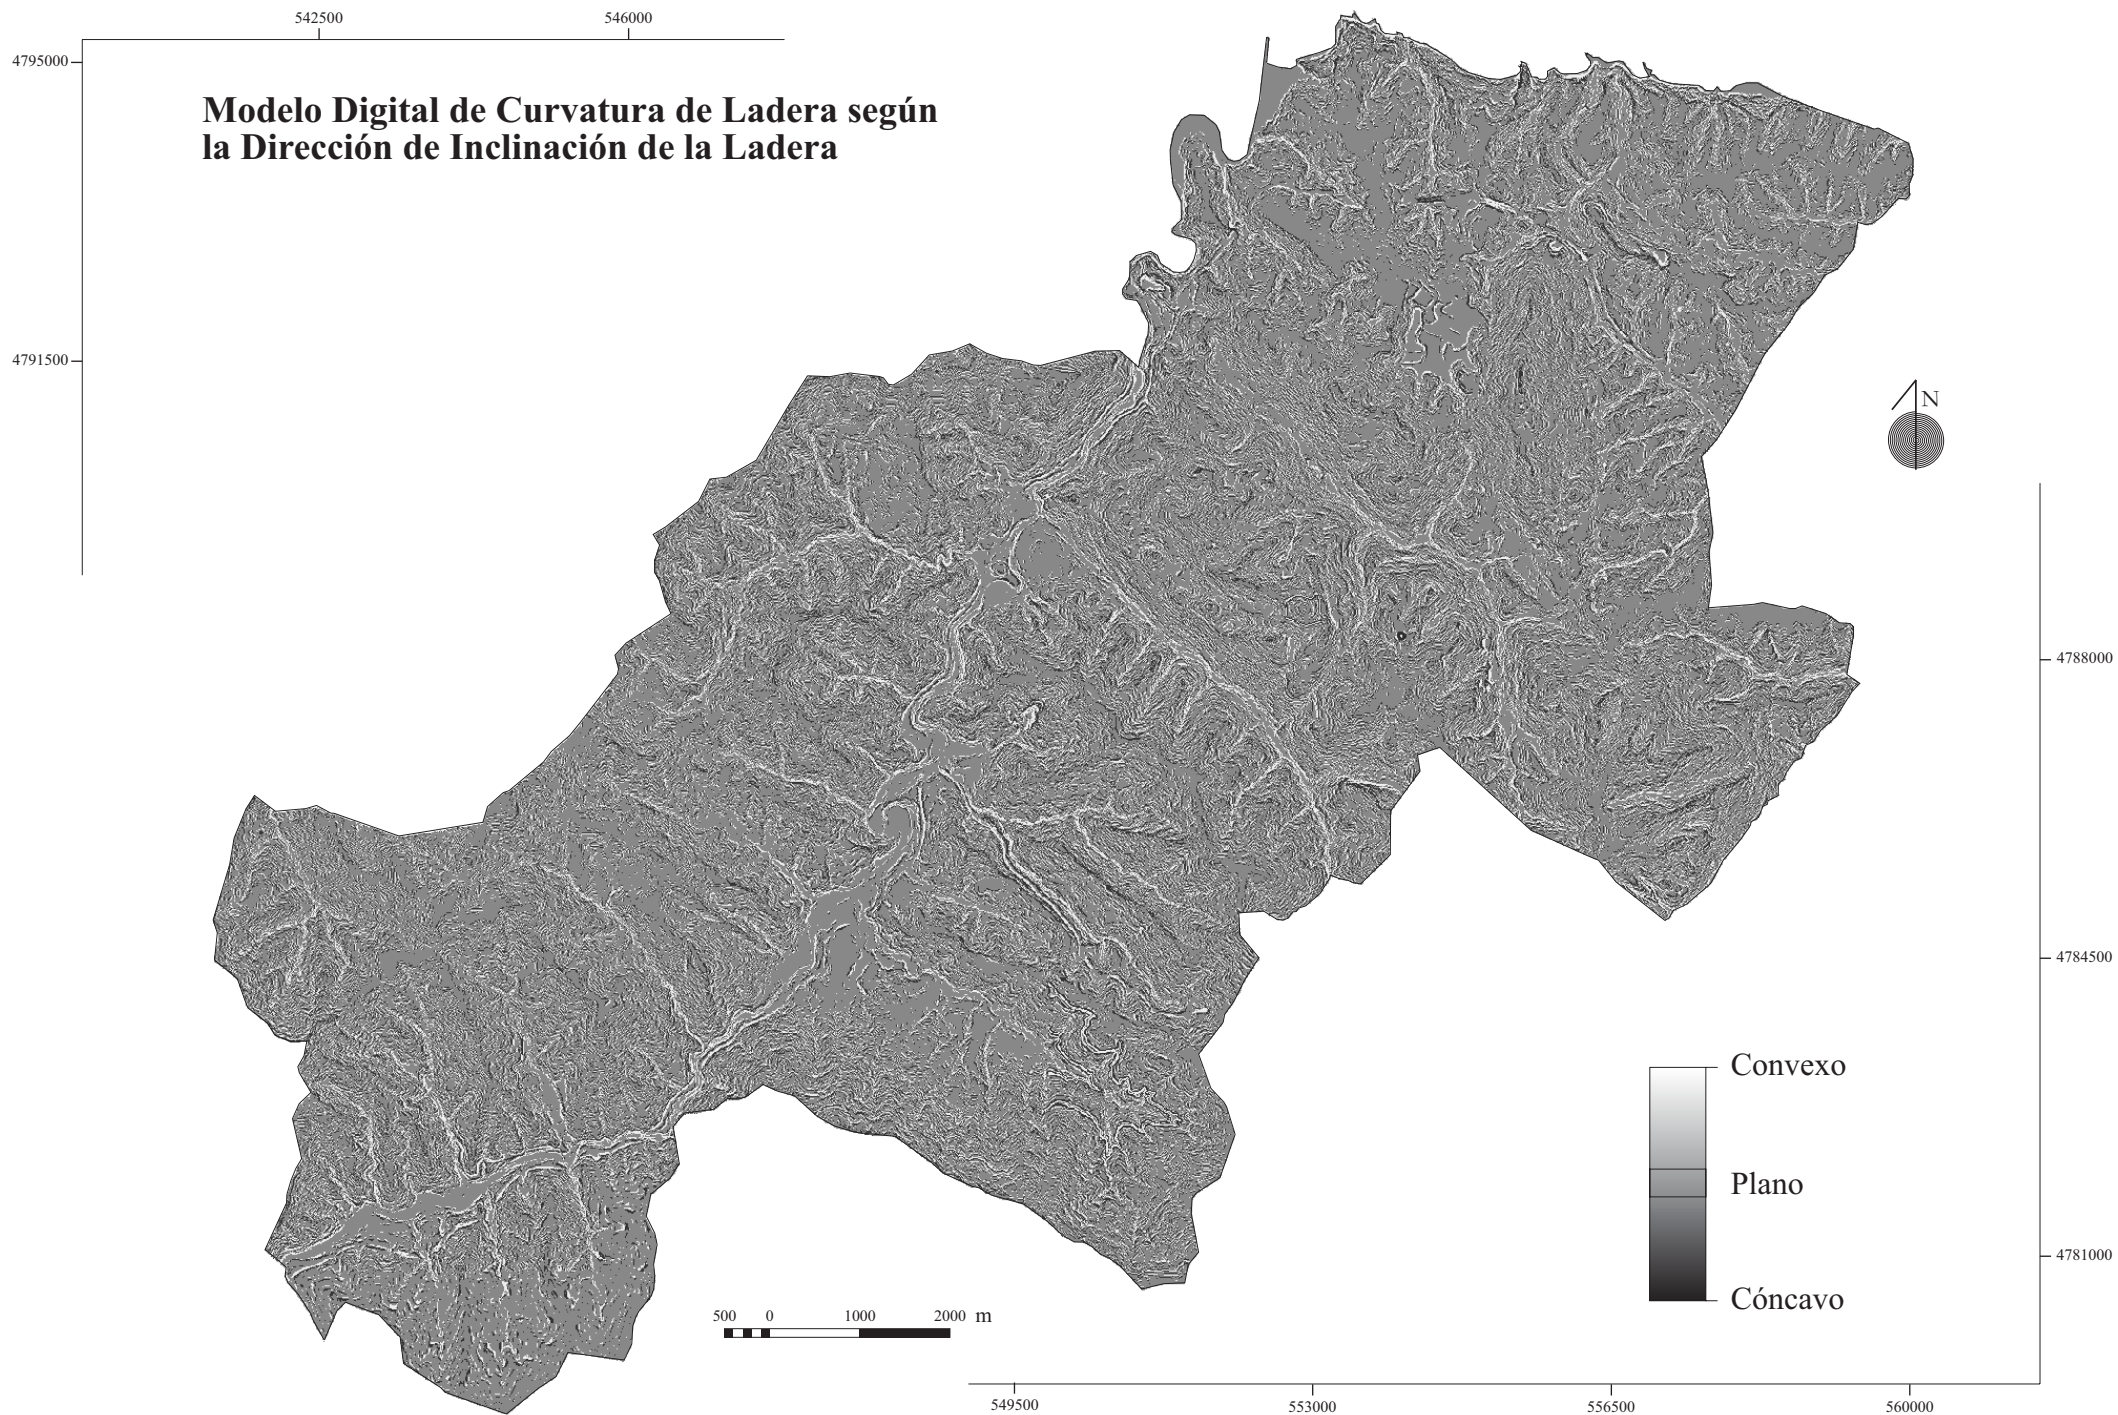 542500
546000
4795000
Modelo Digital de Curvatura de Ladera según
la Dirección de Inclinación de la Ladera
4791500
N
4788000
4784500
Convexo
Plano
4781000
Cóncavo
500 0 1000 2000 m
549500
553000
556500
560000